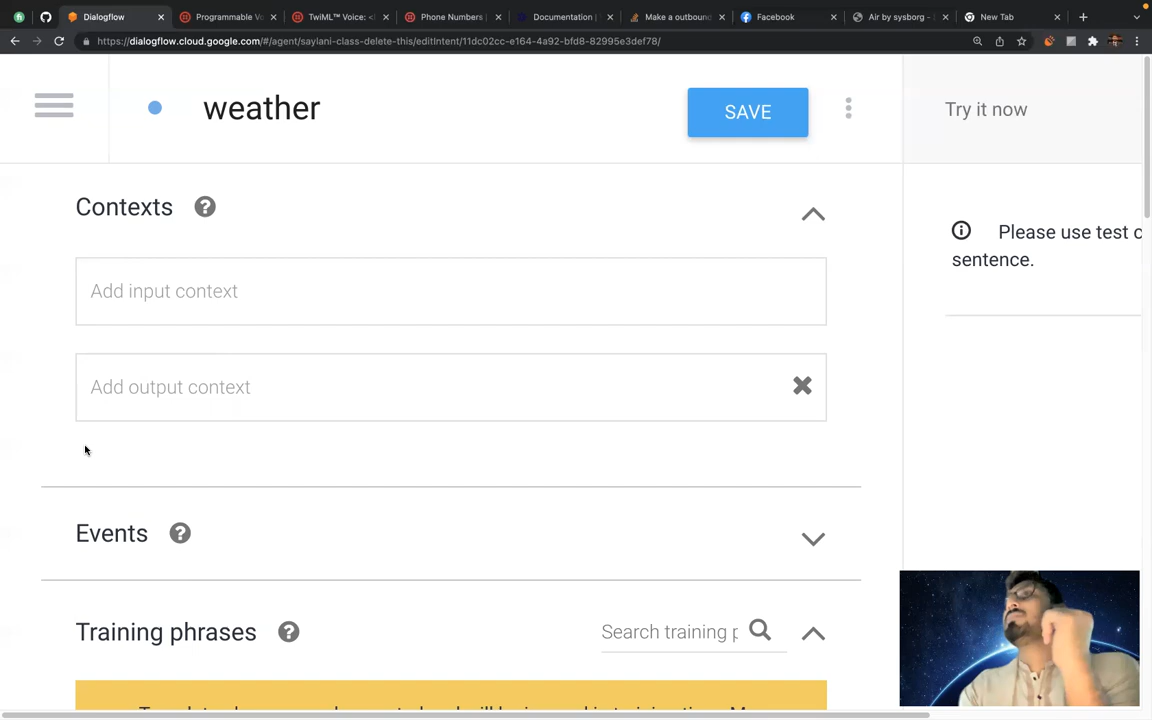 Dialogflow
Programmable Vo
TwiML™ Voice: <
Phone Numbers |
Documentation |
Make a outbound
Facebook
Air by sysborg -
New Tab
https://dialogflow.cloud.google.com/#/agent/saylani-class-delete-this/editIntent/11dc02cc-e164-4a92-bfd8-82995e3def78/
weather
SAVE
Try it now
Contexts
Please use test c
sentence.
Add input context
Add output context
Events
Training phrases
Search training p